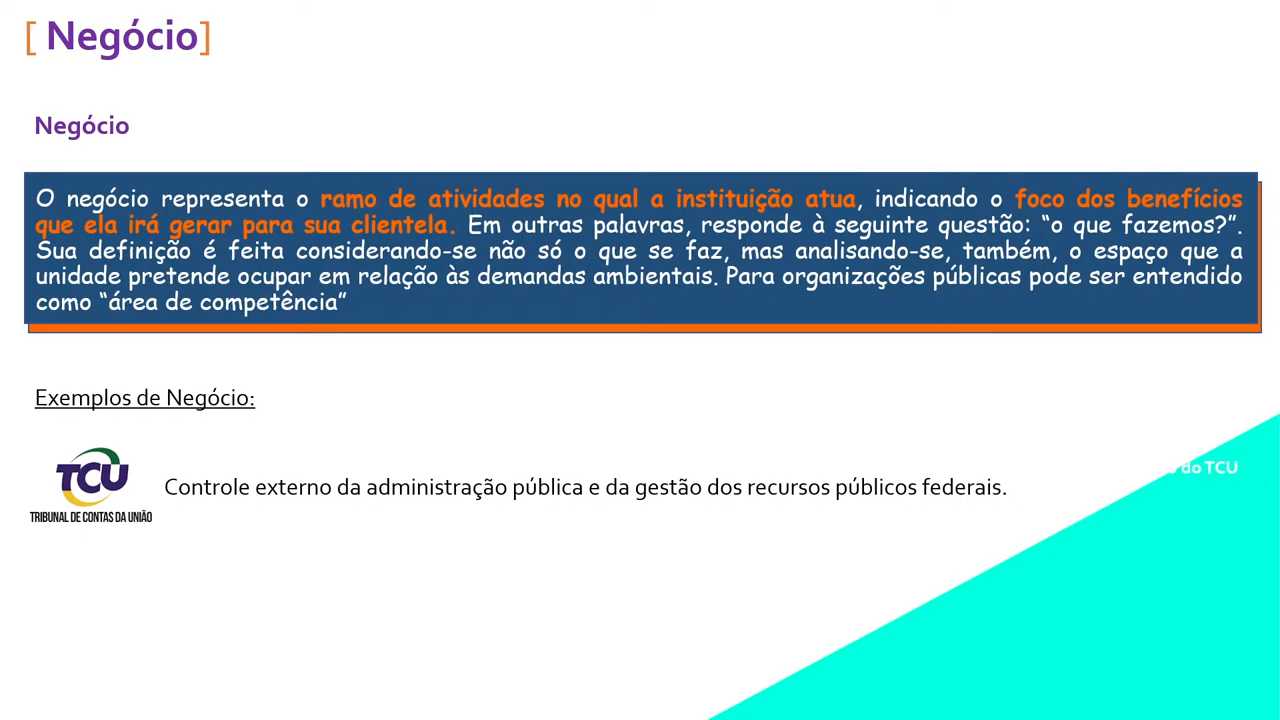 [ Negócio]
Negócio
O negócio representa o ramo de atividades no qual a instituição atua, indicando o foco dos benefícios
que ela irá gerar para sua clientela. Em outras palavras, responde à seguinte questão: “o que fazemos?”.
Sua definição é feita considerando-se não só o que se faz, mas analisando-se, também, o espaço que a
unidade pretende ocupar em relação às demandas ambientais. Para organizações públicas pode ser entendido
como “área de competência”
Exemplos de Negócio:
do TCU
TCU
TRIBUNAL DE CONTAS DA UNIÃO
Controle externo da administração pública e da gestão dos recursos públicos federais.